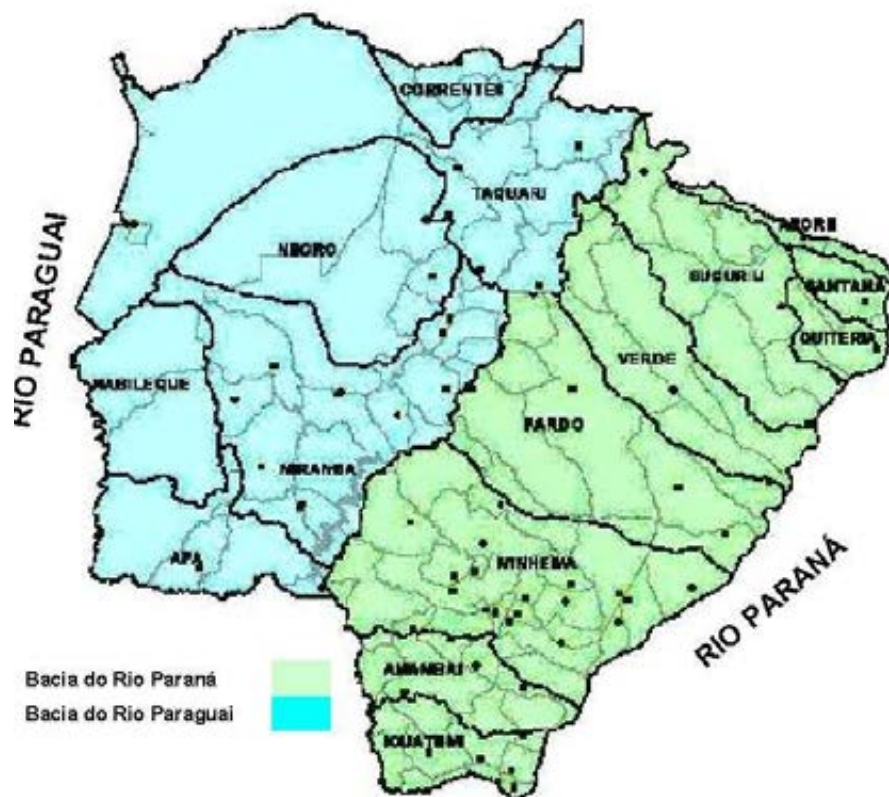 CORRENTES
TAQUARI
NEGRO
APORE
SUCURIU
SANTANA
QUITERIA
VERDE
NABILEQUE
PARDO
MIRANDA
APA
IVINHEMA
AMAMBAI
IGUATEMI
RIO PARAGUAI
RIO PARANÁ
Bacia do Rio Paraná
Bacia do Rio Paraguai